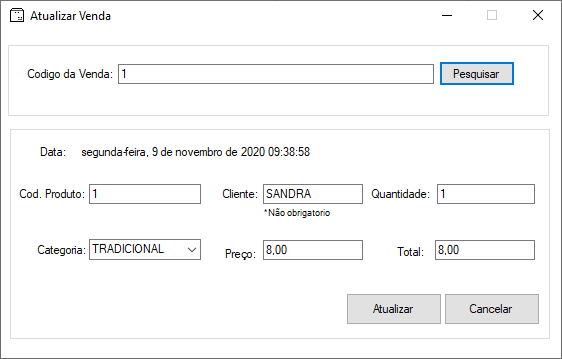 Atualizar Venda
Codigo da Venda: 1 Pesquisar
Data: segunda-feira, 9 de novembro de 2020 09:38:58
Cod. Produto: 1 Cliente: SANDRA Quantidade: 1
*Não obrigatorio
Categoria: TRADICIONAL Preço: 8,00 Total: 8,00
Atualizar Cancelar